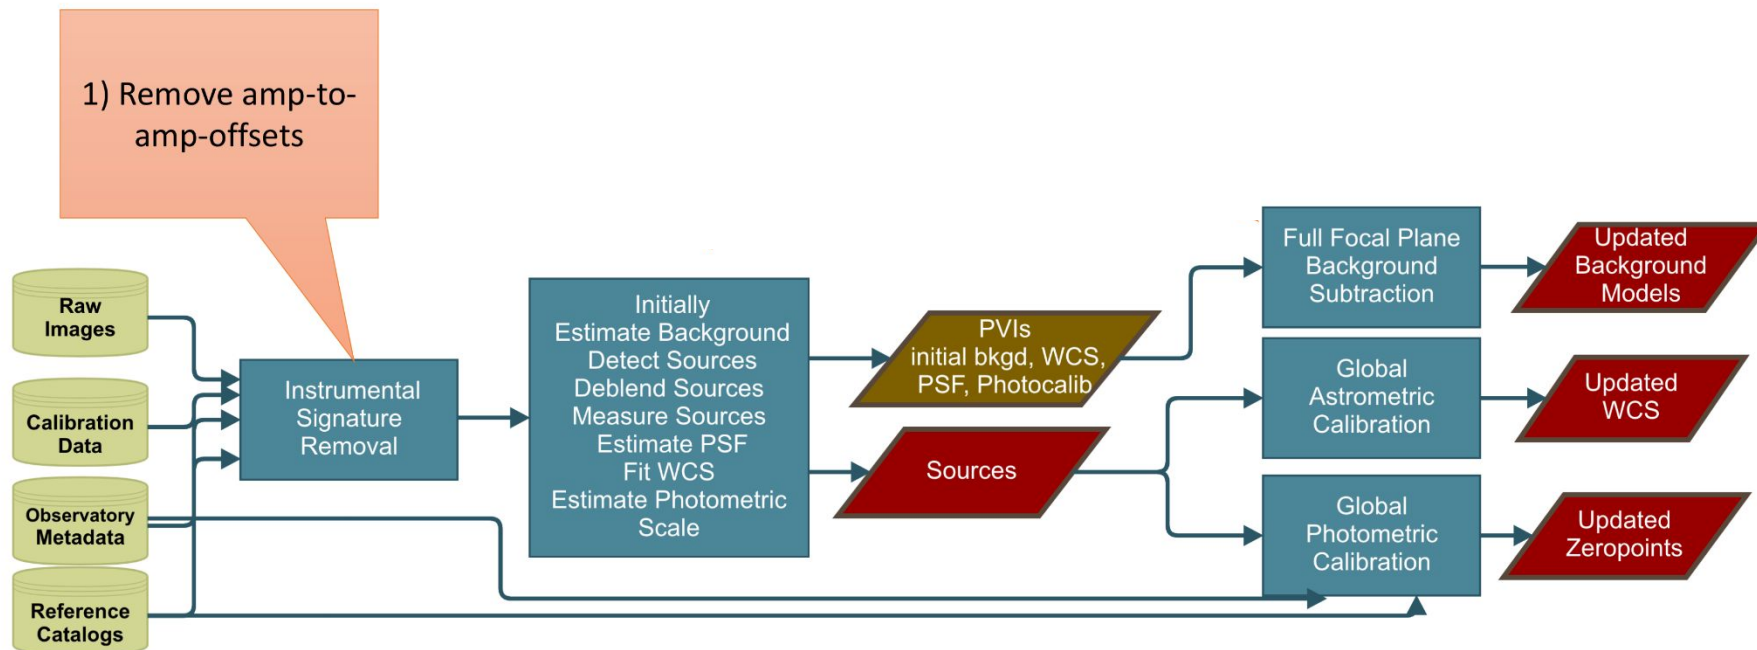 1) Remove amp-to-
amp-offsets
Raw
Images
Calibration
Data
Observatory
Metadata
Reference
Catalogs
Instrumental
Signature
Removal
Initially
Estimate Background
Detect Sources
Deblend Sources
Measure Sources
Estimate PSF
Fit WCS
Estimate Photometric
Scale
PVIs
initial bkgd, WCS,
PSF, Photocalib
Sources
Full Focal Plane
Background
Subtraction
Updated
Background
Models
Global
Astrometric
Calibration
Updated
WCS
Global
Photometric
Calibration
Updated
Zeropoints